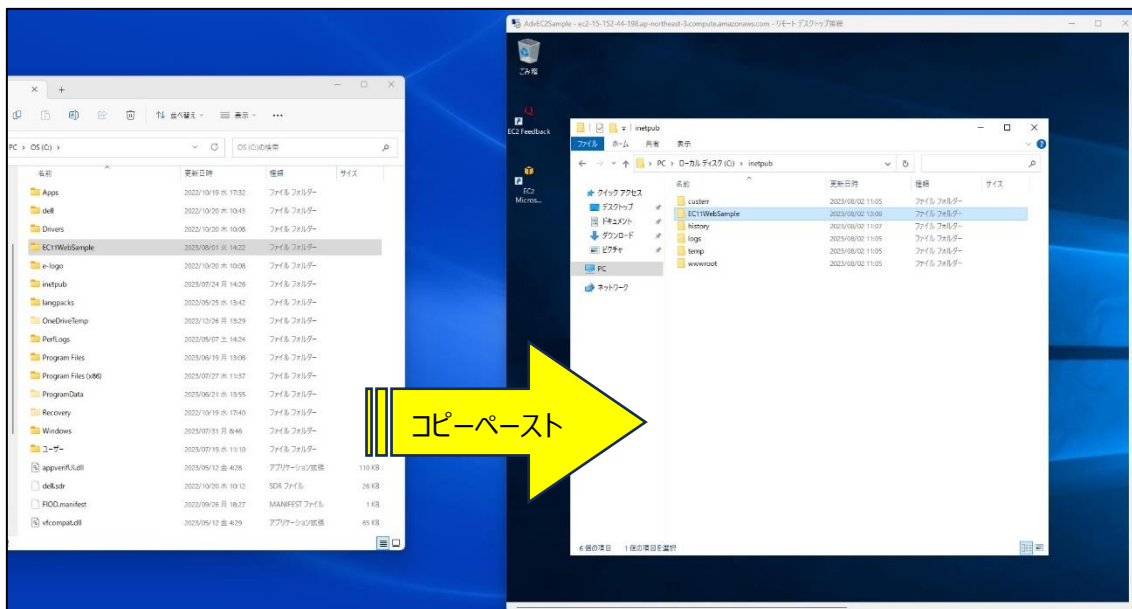 AdvEC2Sample - ec2-15-152-44-198.ap-northeast-3.compute.amazonaws.com - リモート デスクトップ接続
ごみ箱
EC2 Feedback
EC2
Micros...
並べ替え
表示
PC > OS (C:) >
OS (C:)の検索
名前 更新日時 種類 サイズ
Apps 2022/10/19 水 17:32 ファイル フォルダー
dell 2022/10/20 木 10:43 ファイル フォルダー
Drivers 2022/10/20 木 10:06 ファイル フォルダー
EC11WebSample 2023/08/01 火 14:22 ファイル フォルダー
e-logo 2022/10/20 木 10:08 ファイル フォルダー
inetpub 2023/07/24 月 14:26 ファイル フォルダー
langpacks 2022/05/25 水 13:42 ファイル フォルダー
OneDriveTemp 2022/12/26 月 13:29 ファイル フォルダー
PerfLogs 2022/05/07 土 14:24 ファイル フォルダー
Program Files 2023/06/19 月 13:08 ファイル フォルダー
Program Files (x86) 2023/07/27 木 11:37 ファイル フォルダー
ProgramData 2023/06/21 水 13:55 ファイル フォルダー
Recovery 2022/10/19 水 17:40 ファイル フォルダー
Windows 2023/07/31 月 8:46 ファイル フォルダー
ユーザー 2023/07/19 水 11:10 ファイル フォルダー
appverifUI.dll 2023/05/12 金 4:28 アプリケーション拡張 110 KB
dell.sdr 2022/10/20 木 10:12 SDR ファイル 26 KB
FIOD.manifest 2022/09/26 月 18:27 MANIFEST ファイル 1 KB
vfcompat.dll 2023/05/12 金 4:29 アプリケーション拡張 65 KB
コピーペースト
inetpub
ファイル ホーム 共有 表示
PC > ローカル ディスク (C:) > inetpub
クイック アクセス
デスクトップ
ドキュメント
ダウンロード
ピクチャ
PC
ネットワーク
名前 更新日時 種類 サイズ
custerr 2023/08/02 11:05 ファイル フォルダー
EC11WebSample 2023/08/02 13:08 ファイル フォルダー
history 2023/08/02 11:07 ファイル フォルダー
logs 2023/08/02 11:05 ファイル フォルダー
temp 2023/08/02 11:05 ファイル フォルダー
wwwroot 2023/08/02 11:05 ファイル フォルダー
6 個の項目 1 個の項目を選択